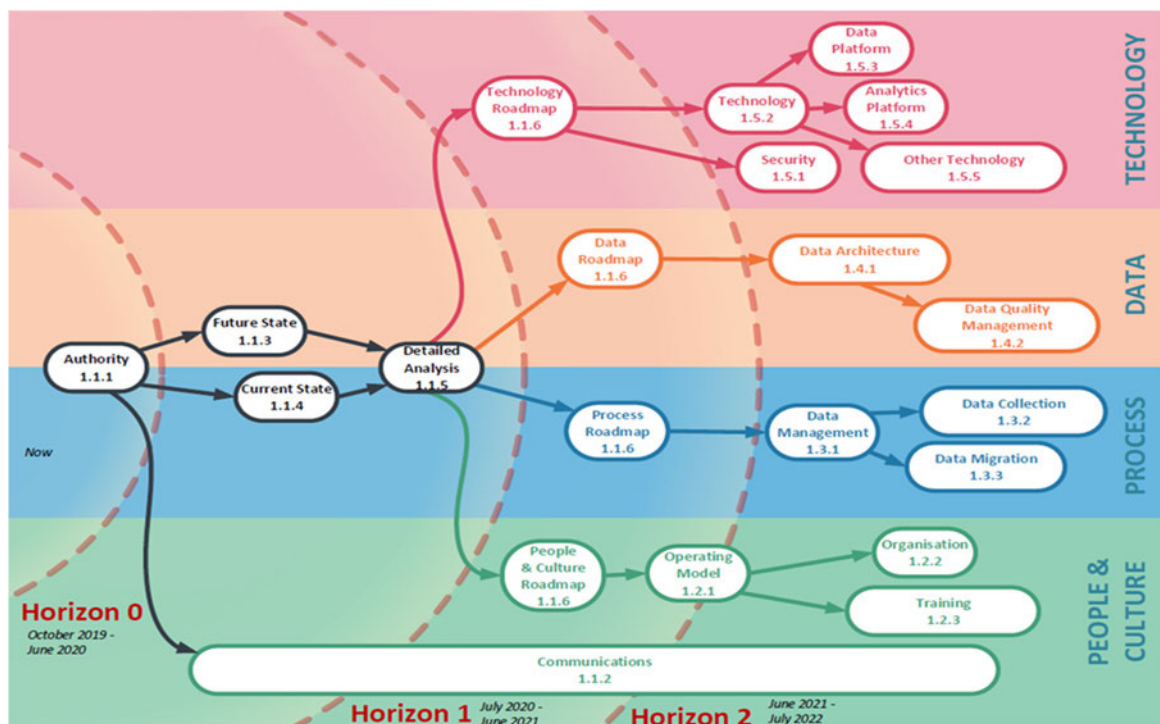 Data
Platform
1.5.3
Technology
Roadmap
1.1.6
Technology
1.5.2
Analytics
Platform
1.5.4
Security
1.5.1
Other Technology
1.5.5
TECHNOLOGY
Data
Roadmap
1.1.6
Data Architecture
1.4.1
Data Quality
Management
1.4.2
DATA
Future State
1.1.3
Authority
1.1.1
Detailed
Analysis
1.1.5
Current State
1.1.4
Now
Process
Roadmap
1.1.6
Data
Management
1.3.1
Data Collection
1.3.2
Data Migration
1.3.3
PROCESS
People
& Culture
Roadmap
1.1.6
Operating
Model
1.2.1
Organisation
1.2.2
Training
1.2.3
PEOPLE &
CULTURE
Horizon 0
October 2019 -
June 2020
Communications
1.1.2
Horizon 1
July 2020 -
June 2021
Horizon 2
June 2021 -
July 2022